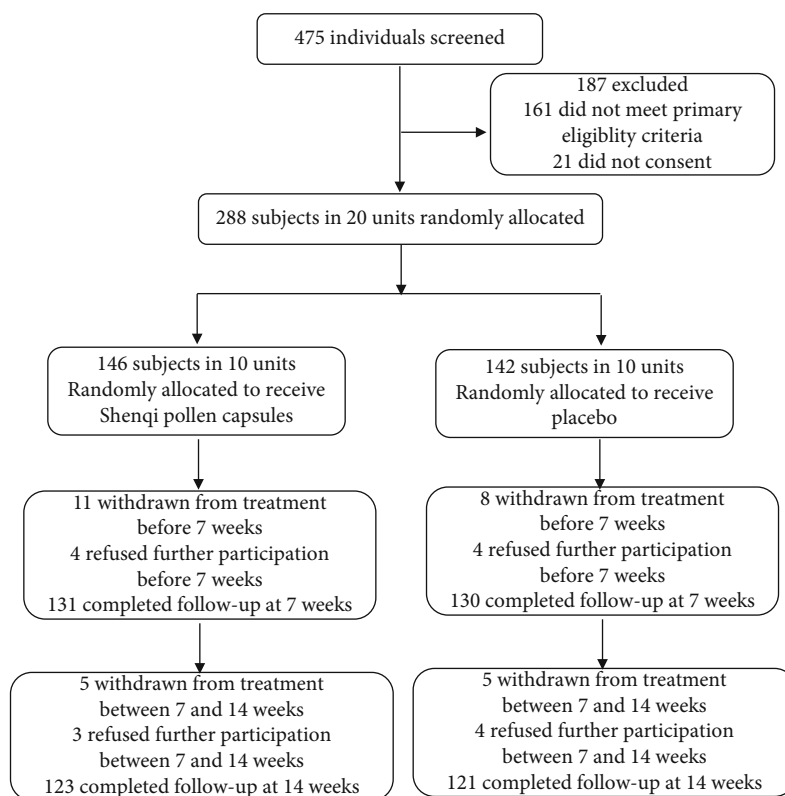 475 individuals screened
187 excluded
161 did not meet primary
eligiblity criteria
21 did not consent
288 subjects in 20 units randomly allocated
146 subjects in 10 units
Randomly allocated to receive
Shenqi pollen capsules
142 subjects in 10 units
Randomly allocated to receive
placebo
11 withdrawn from treatment
before 7 weeks
4 refused further participation
before 7 weeks
131 completed follow-up at 7 weeks
8 withdrawn from treatment
before 7 weeks
4 refused further participation
before 7 weeks
130 completed follow-up at 7 weeks
5 withdrawn from treatment
between 7 and 14 weeks
3 refused further participation
between 7 and 14 weeks
123 completed follow-up at 14 weeks
5 withdrawn from treatment
between 7 and 14 weeks
4 refused further participation
between 7 and 14 weeks
121 completed follow-up at 14 weeks